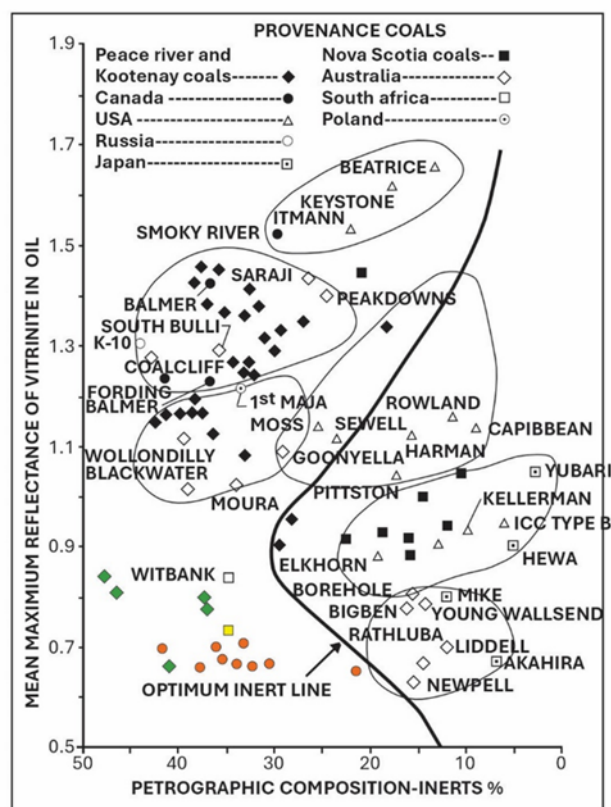 PROVENANCE COALS
Peace river and
Kootenay coals
Canada
USA
Russia
Japan
Nova Scotia coals
Australia
South africa
Poland
MEAN MAXIMUM REFLECTANCE OF VITRINITE IN OIL
1.9
1.7
1.5
1.3
1.1
0.9
0.7
0.5
BEATRICE
KEYSTONE
ITMANN
SMOKY RIVER
SARAJI
PEAKDOWNS
BALMER
SOUTH BULLI
K-10
COALCLIFF
FORDING
BALMER
1st MAJA
MOSS
SEWELL
ROWLAND
CAPIBBEAN
HARMAN
GOONYELLA
WOLLONDILLY
BLACKWATER
MOURA
PITTSTON
YUBARI
KELLERMAN
ICC TYPE B
HEWA
ELKHORN
WITBANK
BOREHOLE
MIKE
BIGBEN
YOUNG WALLSEND
RATHLUBA
LIDDELL
AKAHIRA
NEWPELL
OPTIMUM INERT LINE
50 40 30 20 10 0
PETROGRAPHIC COMPOSITION-INERTS %